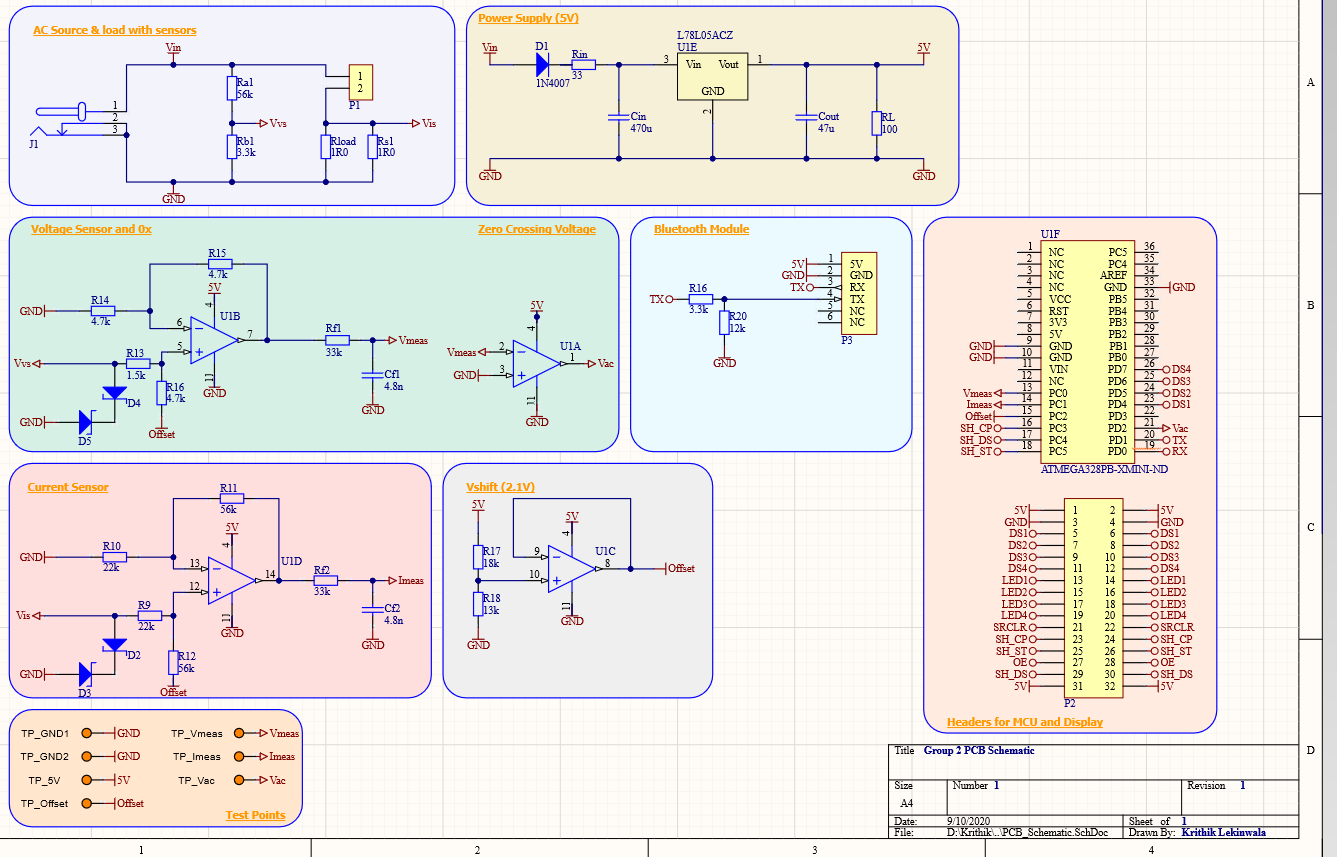 AC Source & load with sensors
Vin
Ra1
56k
1
2
P1
1
2
3
J1
Vvs
Vis
Rb1
3.3k
Rload
1R0
Rs1
1R0
GND
Power Supply (5V)
L78L05ACZ
U1E
Vin
D1
1N4007
Rin
33
3
Vin
Vout
1
5V
GND
2
Cin
470u
Cout
47u
RL
100
GND
GND
A
Voltage Sensor and 0x
R15
4.7k
5V
4
GND
R14
4.7k
6
U1B
7
5
Rf1
33k
Vmeas
Vvs
R13
1.5k
R16
4.7k
11
GND
Cf1
4.8n
GND
D4
GND
D5
Offset
Zero Crossing Voltage
5V
4
Vmeas
2
U1A
1
Vac
GND
3
11
GND
Bluetooth Module
5V
1
5V
GND
2
GND
TX
3
RX
4
TX
5
NC
6
NC
P3
TX
R16
3.3k
R20
12k
GND
U1F
1 NC PC5 36
2 NC PC4 35
3 NC AREF 34
4 NC GND 33 GND
5 VCC PB5 32
6 RST PB4 31
7 3V3 PB3 30
8 5V PB2 29
GND 9 GND PB1 28
GND 10 GND PB0 27
11 VIN PD7 26 DS4
12 NC PD6 25 DS3
Vmeas 13 PC0 PD5 24 DS2
Imeas 14 PC1 PD4 23 DS1
Offset 15 PC2 PD3 22
SH_CP 16 PC3 PD2 21 Vac
SH_DS 17 PC4 PD1 20 TX
SH_ST 18 PC5 PD0 19 RX
ATMEGA328PB-XMINI-ND
B
Current Sensor
R11
56k
5V
4
GND
R10
22k
13
U1D
14
12
Rf2
33k
Imeas
Vis
R9
22k
11
GND
Cf2
4.8n
GND
D2
R12
56k
GND
D3
Offset
Vshift (2.1V)
5V
5V
4
R17
18k
9
U1C
8
Offset
10
R18
13k
11
GND
GND
5V 1 2 5V
GND 3 4 GND
DS1 5 6 DS1
DS2 7 8 DS2
DS3 9 10 DS3
DS4 11 12 DS4
LED1 13 14 LED1
LED2 15 16 LED2
LED3 17 18 LED3
LED4 19 20 LED4
SRCLR 21 22 SRCLR
SH_CP 23 24 SH_CP
SH_ST 25 26 SH_ST
OE 27 28 OE
SH_DS 29 30 SH_DS
5V 31 32 5V
P2
Headers for MCU and Display
C
TP_GND1 GND
TP_GND2 GND
TP_5V 5V
TP_Offset Offset
TP_Vmeas Vmeas
TP_Imeas Imeas
TP_Vac Vac
Test Points
D
Title Group 2 PCB Schematic
Size
A4
Number 1
Revision 1
Date: 9/10/2020 Sheet of 1
File: D:\Krithik\..\PCB_Schematic.SchDoc Drawn By: Krithik Lekinwala
1
2
3
4